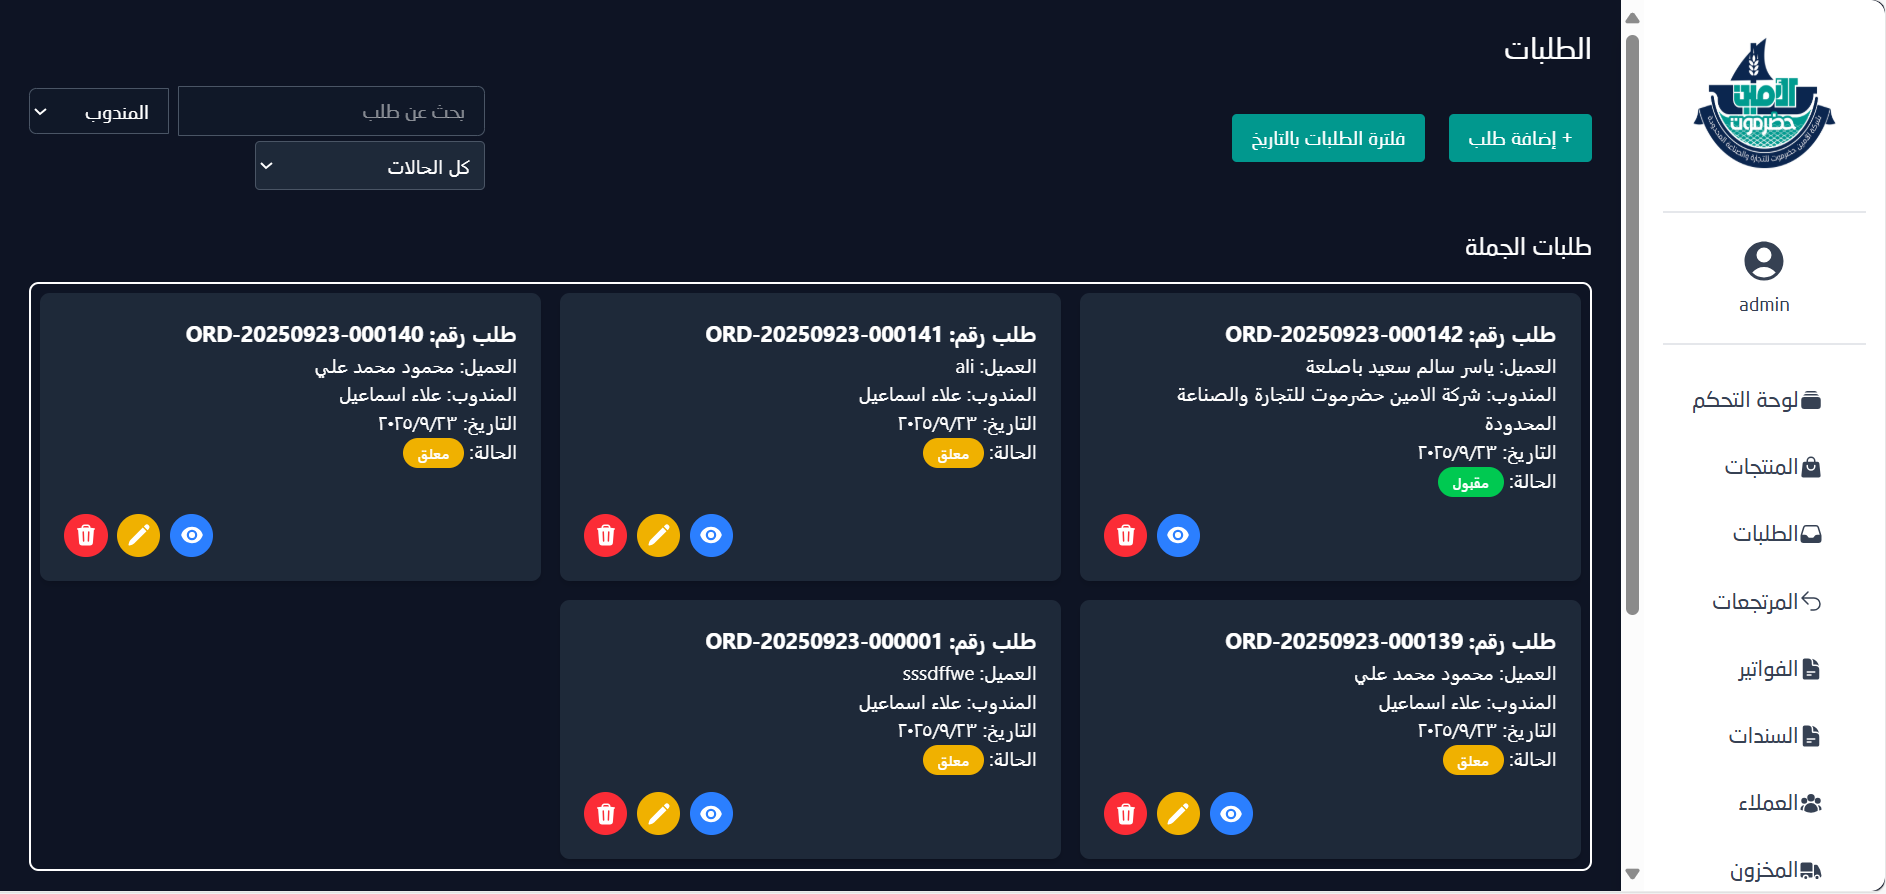 الأمين
حضرموت
شركة الامين حضرموت للتجارة والصناعة المحدودة
admin
لوحة التحكم
المنتجات
الطلبات
المرتجعات
الفواتير
السندات
العملاء
المخزون
الطلبات
+ إضافة طلب
فلترة الطلبات بالتاريخ
بحث عن طلب
المندوب
كل الحالات
طلبات الجملة
طلب رقم: ORD-20250923-000142
العميل: ياسر سالم سعيد باصلعة
المندوب: شركة الامين حضرموت للتجارة والصناعة
المحدودة
التاريخ: ٢٠٢٥/٩/٢٣
الحالة: مقبول
طلب رقم: ORD-20250923-000141
العميل: ali
المندوب: علاء اسماعيل
التاريخ: ٢٠٢٥/٩/٢٣
الحالة: معلق
طلب رقم: ORD-20250923-000140
العميل: محمود محمد علي
المندوب: علاء اسماعيل
التاريخ: ٢٠٢٥/٩/٢٣
الحالة: معلق
طلب رقم: ORD-20250923-000139
العميل: محمود محمد علي
المندوب: علاء اسماعيل
التاريخ: ٢٠٢٥/٩/٢٣
الحالة: معلق
طلب رقم: ORD-20250923-000001
العميل: sssdffwe
المندوب: علاء اسماعيل
التاريخ: ٢٠٢٥/٩/٢٣
الحالة: معلق